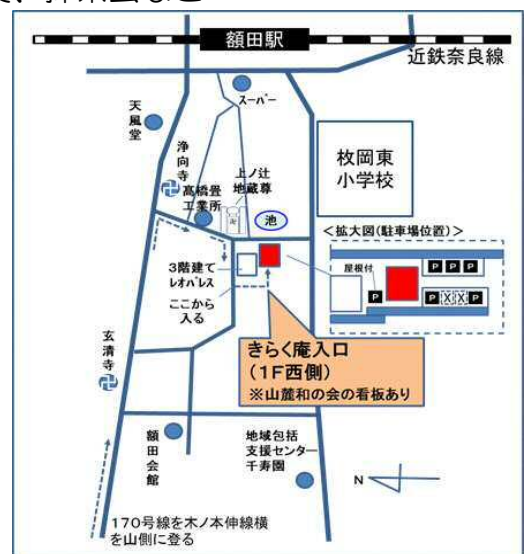 額田駅
近鉄奈良線
スーパー
天風堂
浄向寺
上ノ辻
地蔵尊
髙橋畳
工業所
池
枚岡東
小学校
<拡大図(駐車場位置)>
屋根付
P P P
P
P X X P
3階建て
レオパレス
ここから
入る
きらく庵入口
(1F西側)
※山麓和の会の看板あり
玄清寺
額田会館
地域包括
支援センター
千寿園
N
170号線を木ノ本伸線横
を山側に登る